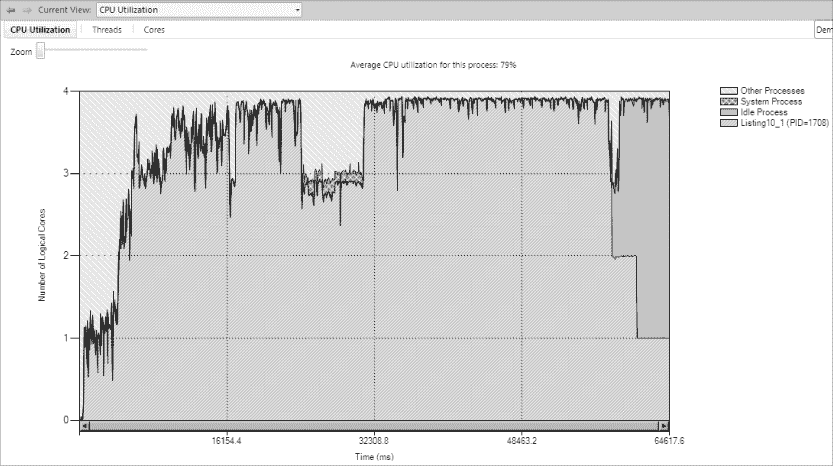 Current View: CPU Utilization
CPU Utilization Threads Cores Dem
Zoom
Average CPU utilization for this process: 79%
Other Processes
System Process
Idle Process
Listing10_1 (PID=1708)
Number of Logical Cores
4
3
2
1
0
16154.4 32308.8 48463.2 64617.6
Time (ms)